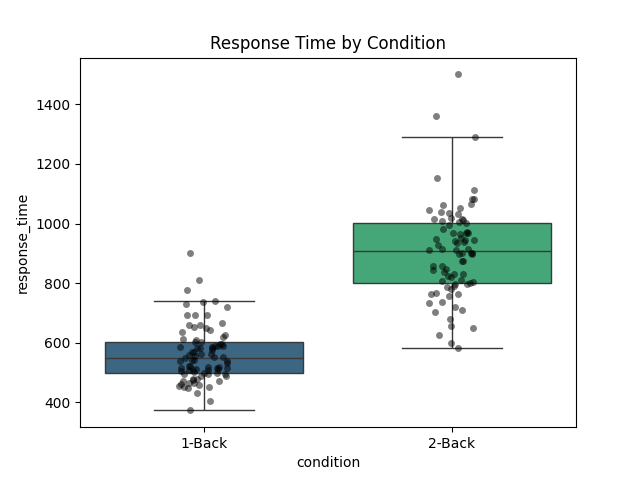 Response Time by Condition
response_time
1400
1200
1000
800
600
400
1-Back
2-Back
condition